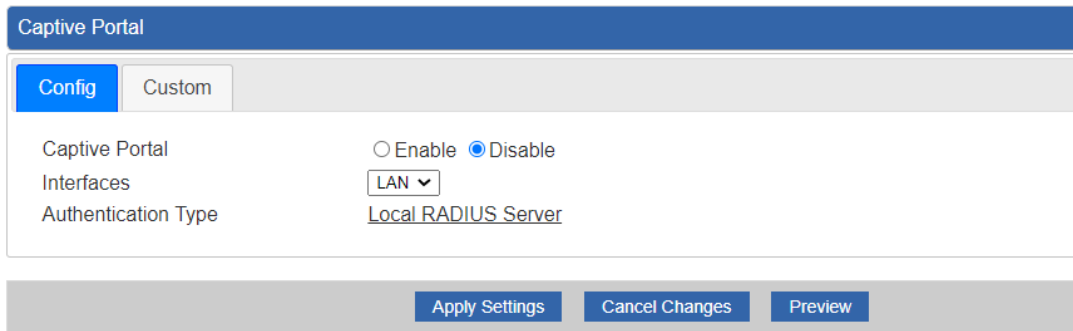 Captive Portal
Config Custom
Captive Portal Enable Disable
Interfaces LAN
Authentication Type Local RADIUS Server
Apply Settings Cancel Changes Preview